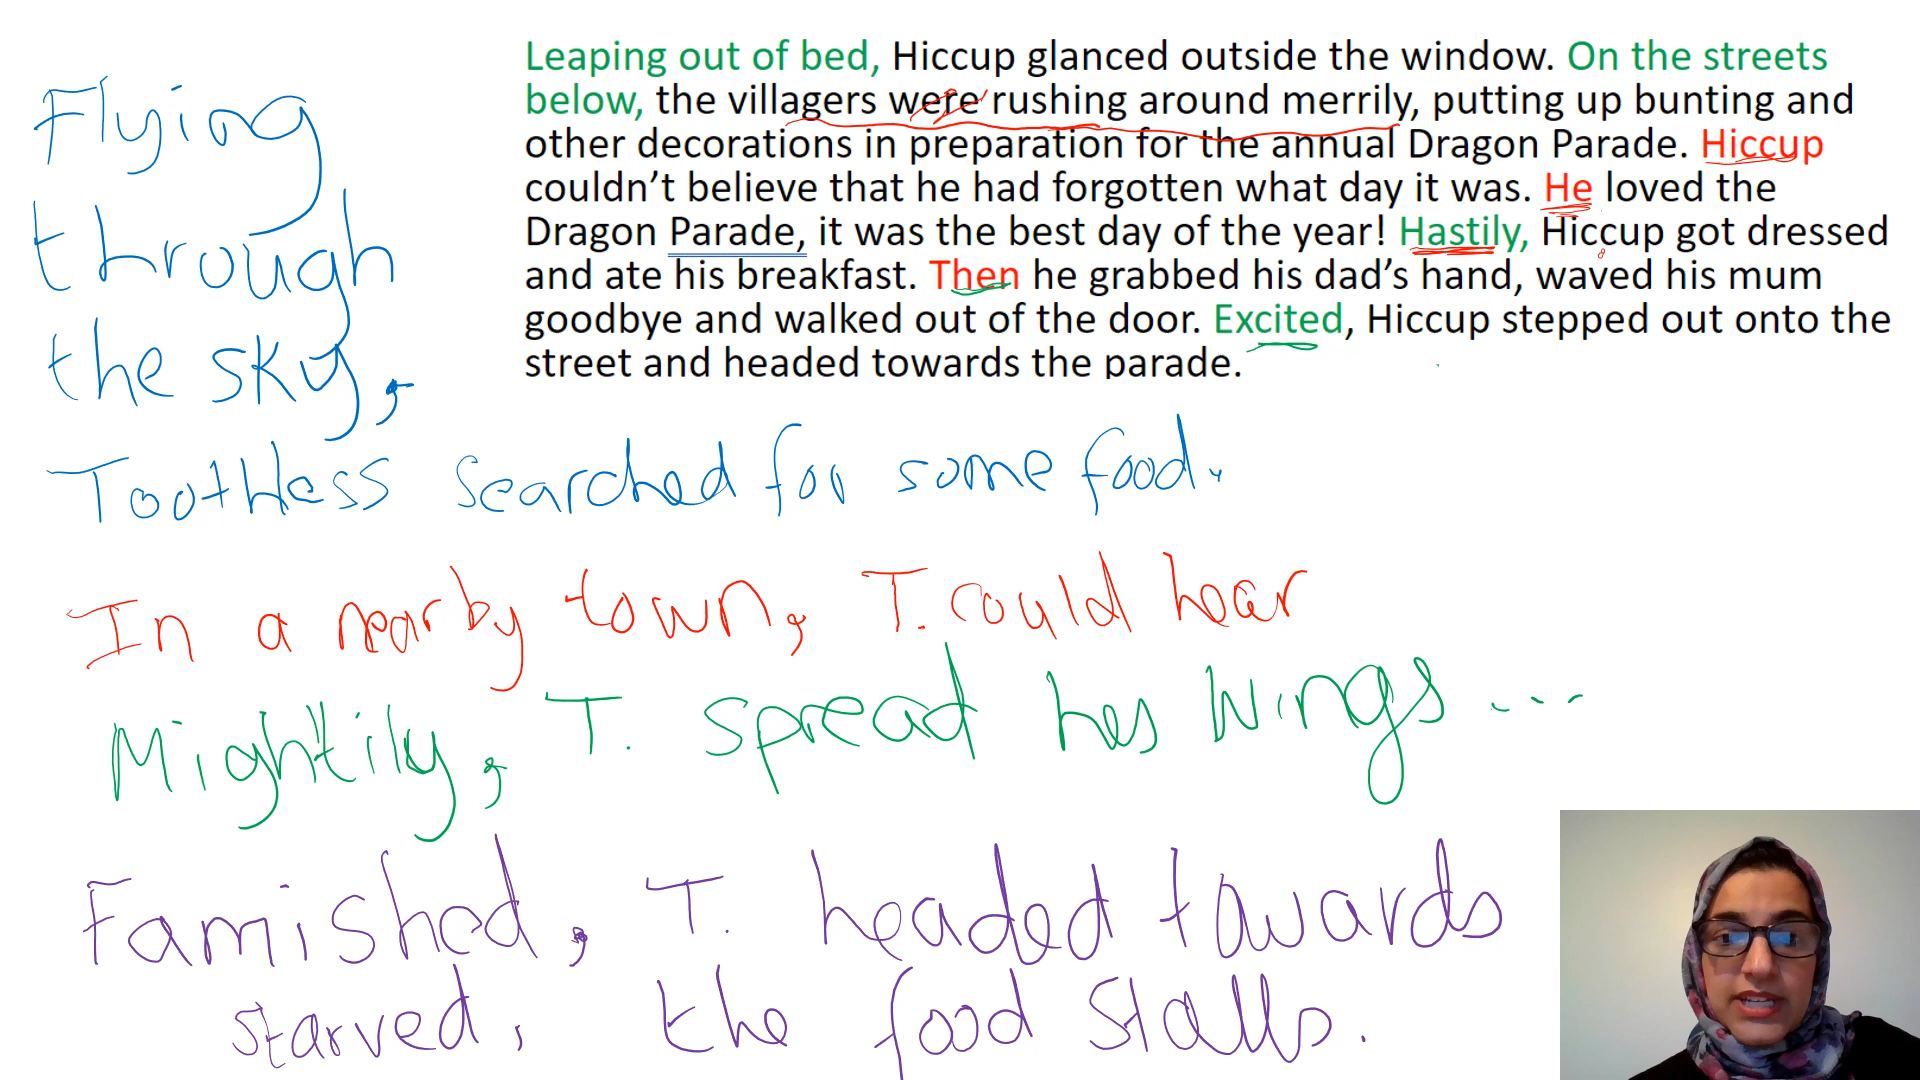 Leaping out of bed, Hiccup glanced outside the window. On the streets
below, the villagers were rushing around merrily, putting up bunting and
other decorations in preparation for the annual Dragon Parade. Hiccup
couldn’t believe that he had forgotten what day it was. He loved the
Dragon Parade, it was the best day of the year! Hastily, Hiccup got dressed
and ate his breakfast. Then he grabbed his dad’s hand, waved his mum
goodbye and walked out of the door. Excited, Hiccup stepped out onto the
street and headed towards the parade.
Flying
through
the sky,
Toothless searched for some food.
In a nearby town, T. could hear
Mightily, T. spread his wings ...
Famished, T. headed towards
starved, the food stalls.